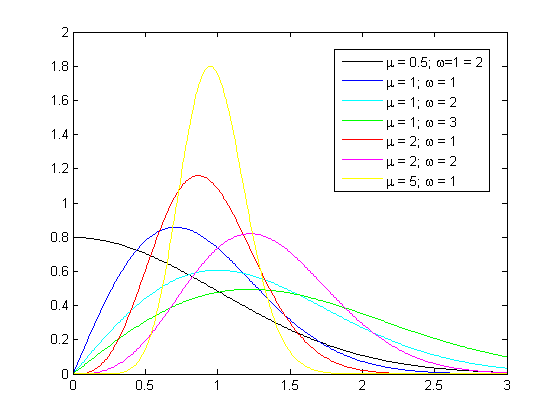 2
1.8
1.6
1.4
1.2
1
0.8
0.6
0.4
0.2
0
0 0.5 1 1.5 2 2.5 3
μ = 0.5; ω=1 = 2
μ = 1; ω = 1
μ = 1; ω = 2
μ = 1; ω = 3
μ = 2; ω = 1
μ = 2; ω = 2
μ = 5; ω = 1